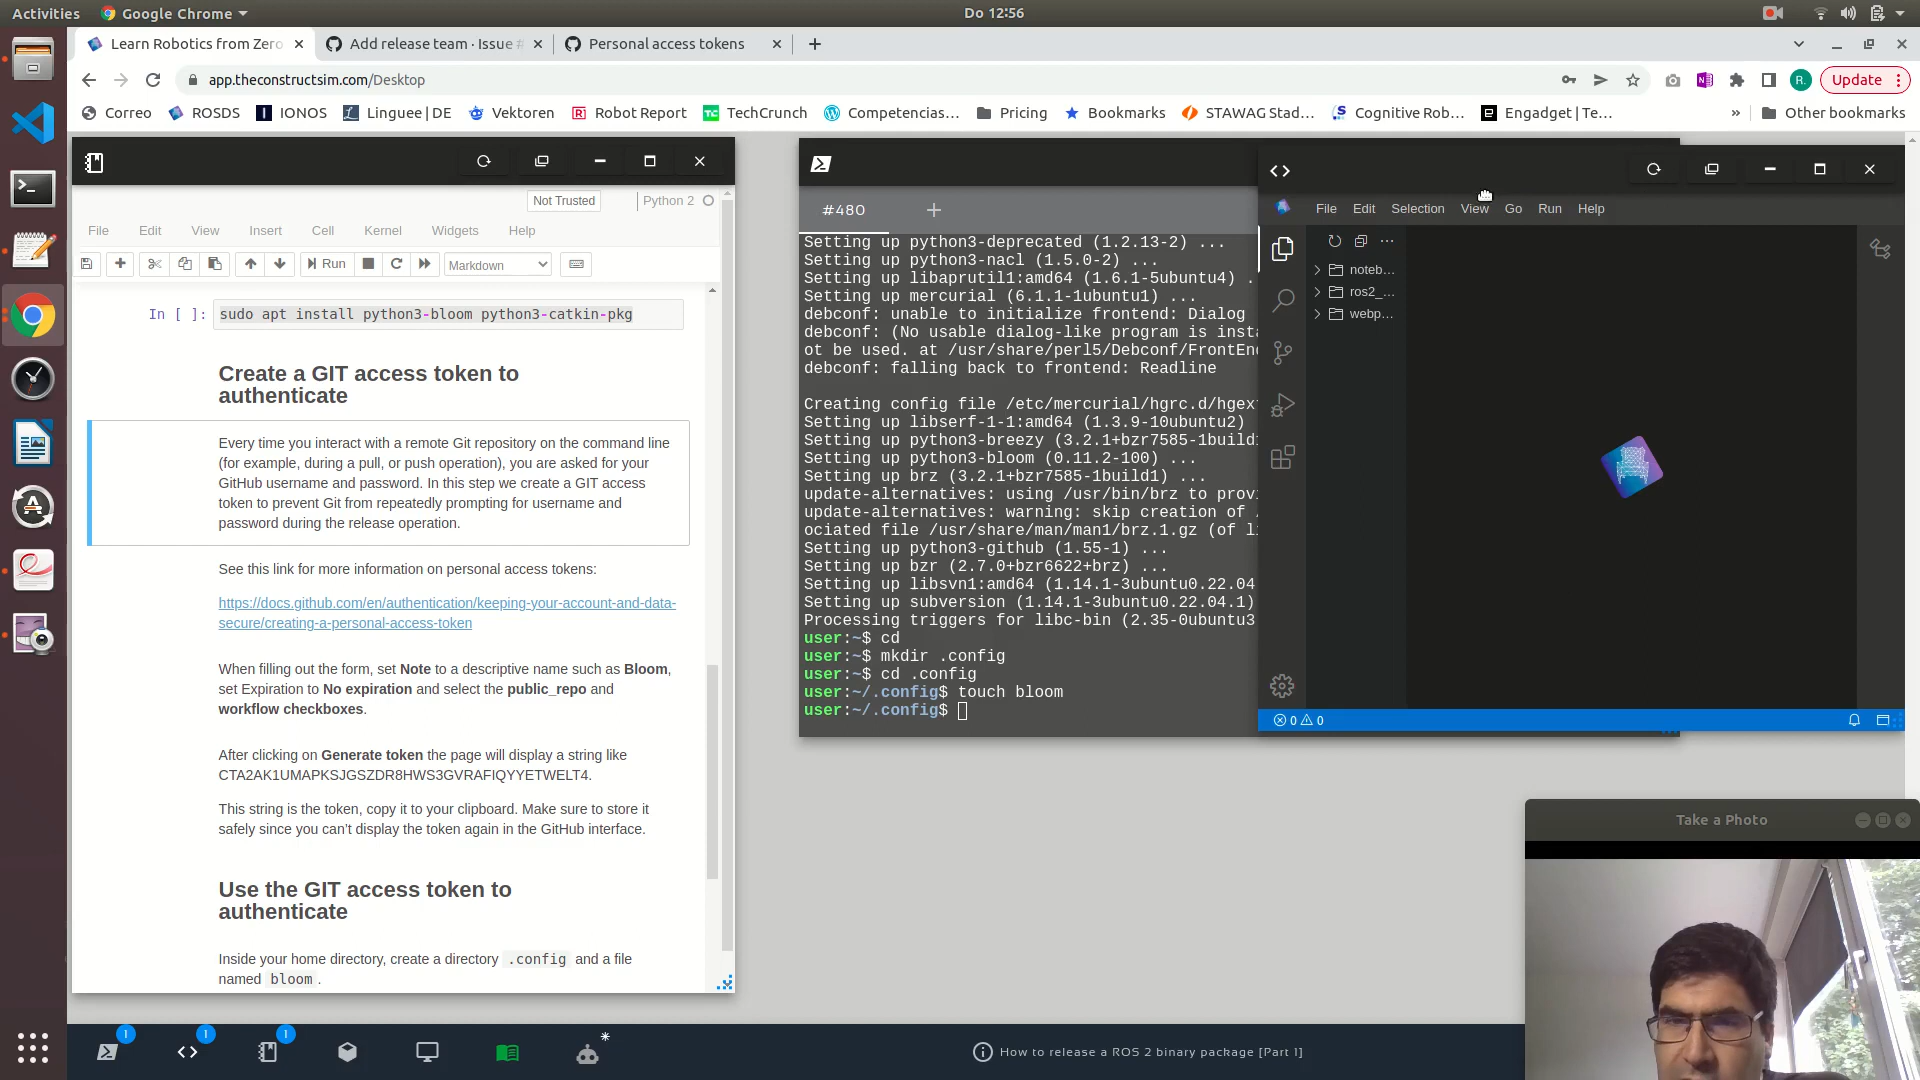 Activities
Google Chrome
Do 12:56
Learn Robotics from Zero
Add release team · Issue #
Personal access tokens
app.theconstructsim.com/Desktop
R.
Update
Correo
ROSDS
IONOS
Linguee | DE
Vektoren
Robot Report
TechCrunch
Competencias...
Pricing
Bookmarks
STAWAG Stad...
Cognitive Rob...
Engadget | Te...
»
Other bookmarks
Not Trusted
Python 2
File
Edit
View
Insert
Cell
Kernel
Widgets
Help
Run
Markdown
In [ ]:
sudo apt install python3-bloom python3-catkin-pkg
Create a GIT access token to
authenticate
Every time you interact with a remote Git repository on the command line
(for example, during a pull, or push operation), you are asked for your
GitHub username and password. In this step we create a GIT access
token to prevent Git from repeatedly prompting for username and
password during the release operation.
See this link for more information on personal access tokens:
https://docs.github.com/en/authentication/keeping-your-account-and-data-
secure/creating-a-personal-access-token
When filling out the form, set Note to a descriptive name such as Bloom,
set Expiration to No expiration and select the public_repo and
workflow checkboxes.
After clicking on Generate token the page will display a string like
CTA2AK1UMAPKSJGSZDR8HWS3GVRAFIQYYETWELT4.
This string is the token, copy it to your clipboard. Make sure to store it
safely since you can't display the token again in the GitHub interface.
Use the GIT access token to
authenticate
Inside your home directory, create a directory .config and a file
named bloom .
#480
Setting up python3-deprecated (1.2.13-2) ...
Setting up python3-nacl (1.5.0-2) ...
Setting up libaprutil1:amd64 (1.6.1-5ubuntu4) .
Setting up mercurial (6.1.1-1ubuntu1) ...
debconf: unable to initialize frontend: Dialog
debconf: (No usable dialog-like program is insta
ot be used. at /usr/share/perl5/Debconf/FrontEnd
debconf: falling back to frontend: Readline
Creating config file /etc/mercurial/hgrc.d/hgext
Setting up libserf-1-1:amd64 (1.3.9-10ubuntu2)
Setting up python3-breezy (3.2.1+bzr7585-1build1
Setting up python3-bloom (0.11.2-100) ...
Setting up brz (3.2.1+bzr7585-1build1) ...
update-alternatives: using /usr/bin/brz to provi
update-alternatives: warning: skip creation of /
ociated file /usr/share/man/man1/brz.1.gz (of li
Setting up python3-github (1.55-1) ...
Setting up bzr (2.7.0+bzr6622+brz) ...
Setting up libsvn1:amd64 (1.14.1-3ubuntu0.22.04
Setting up subversion (1.14.1-3ubuntu0.22.04.1)
Processing triggers for libc-bin (2.35-0ubuntu3
user:~$ cd
user:~$ mkdir .config
user:~$ cd .config
user:~/.config$ touch bloom
user:~/.config$
File
Edit
Selection
View
Go
Run
Help
noteb...
ros2_...
webp...
0
0
Take a Photo
1
1
1
How to release a ROS 2 binary package [Part 1]